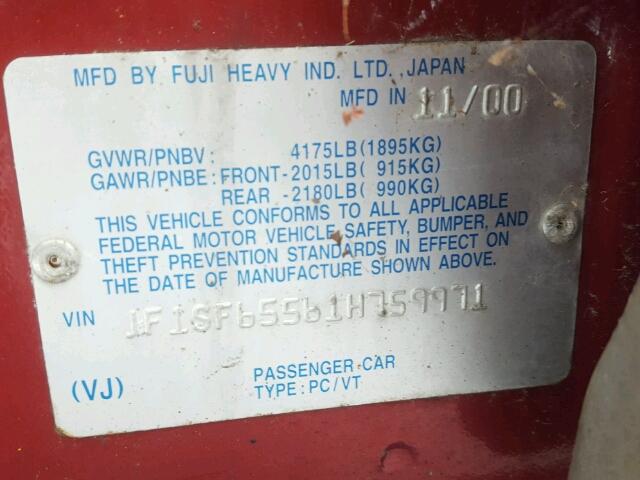 MFD BY FUJI HEAVY IND. LTD. JAPAN
MFD IN 11/00
GVWR/PNBV: 4175LB(1895KG)
GAWR/PNBE: FRONT-2015LB( 915KG)
REAR -2180LB( 990KG)
THIS VEHICLE CONFORMS TO ALL APPLICABLE
FEDERAL MOTOR VEHICLE SAFETY, BUMPER, AND
THEFT PREVENTION STANDARDS IN EFFECT ON
THE DATE OF MANUFACTURE SHOWN ABOVE.
VIN JF1SF65561H759971
PASSENGER-CAR
(VJ) TYPE: PC/VT